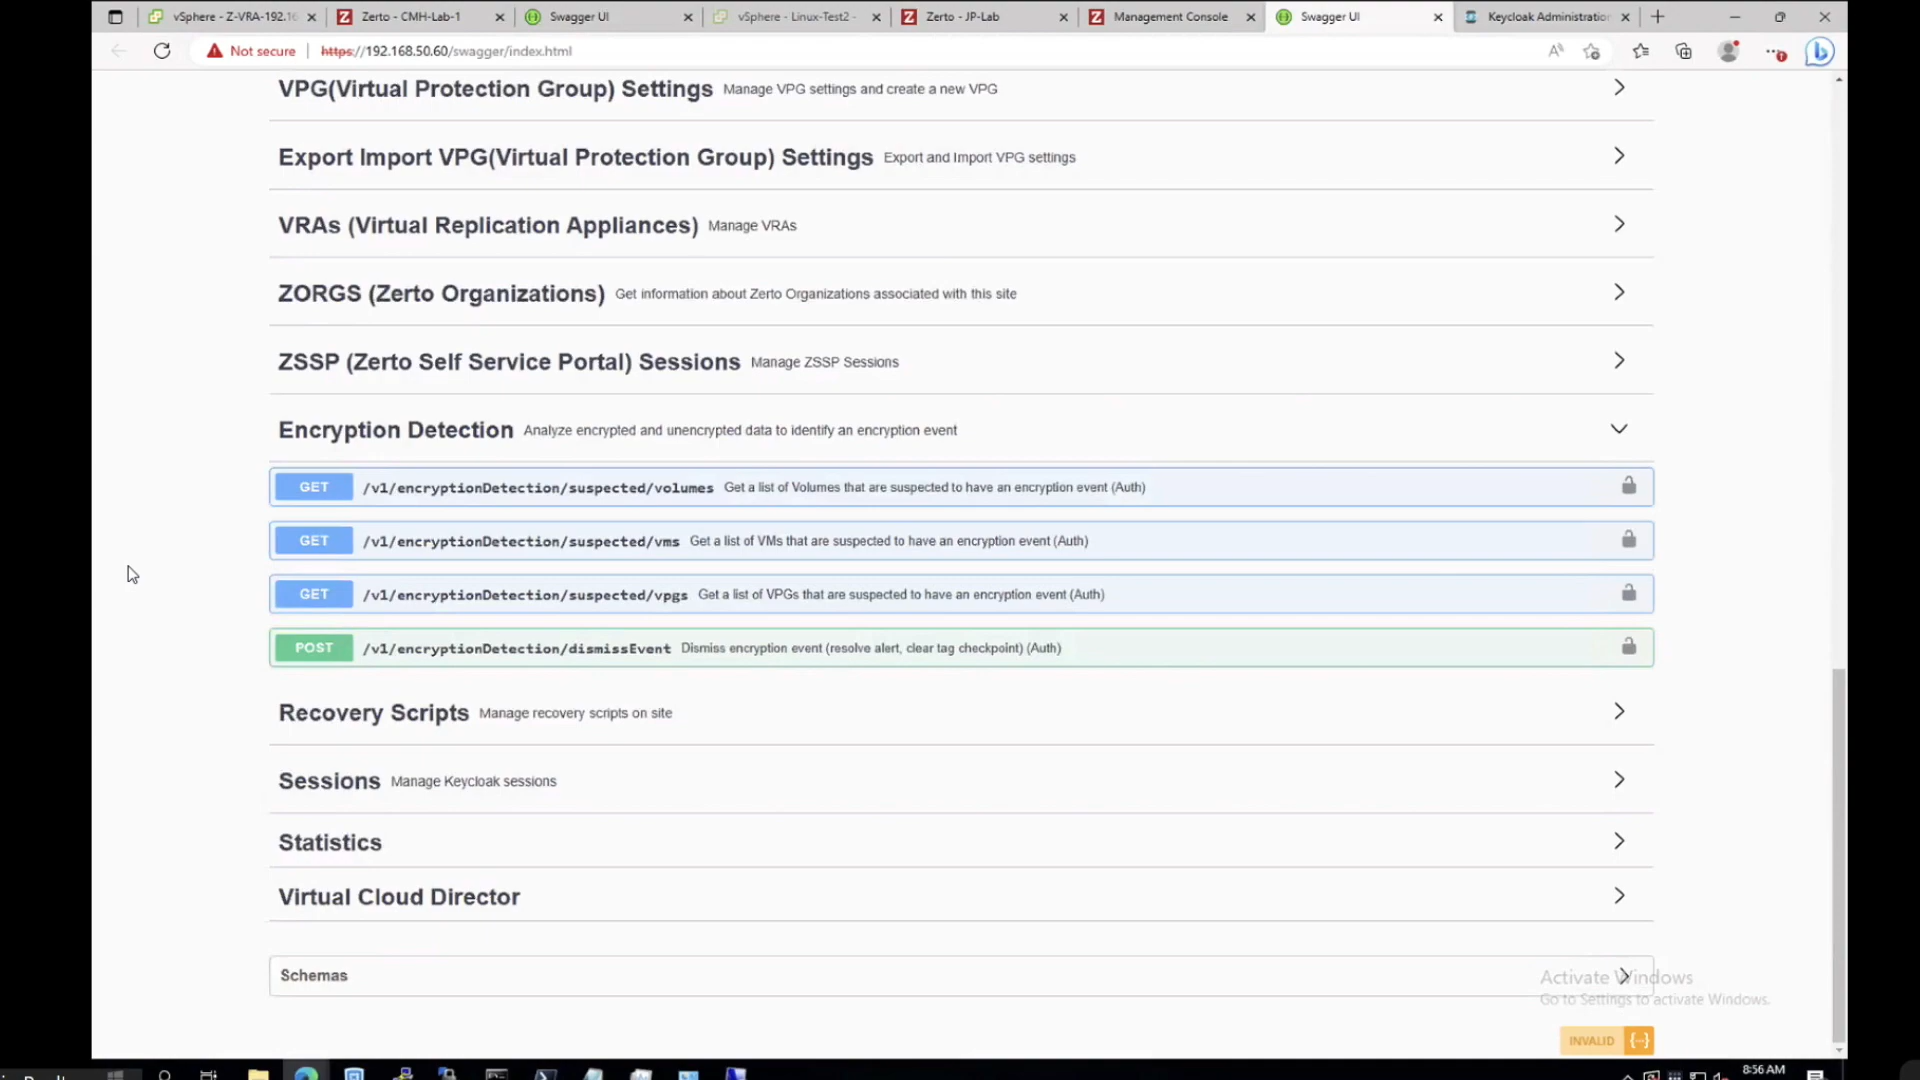 vSphere - Z-VRA-192.16
Zerto - CMH-Lab-1
Swagger UI
vSphere - Linux-Test2 -
Zerto - JP-Lab
Management Console
Swagger UI
Keycloak Administratio
Not secure
https://192.168.50.60/swagger/index.html
VPG(Virtual Protection Group) Settings Manage VPG settings and create a new VPG
Export Import VPG(Virtual Protection Group) Settings Export and Import VPG settings
VRAs (Virtual Replication Appliances) Manage VRAs
ZORGS (Zerto Organizations) Get information about Zerto Organizations associated with this site
ZSSP (Zerto Self Service Portal) Sessions Manage ZSSP Sessions
Encryption Detection Analyze encrypted and unencrypted data to identify an encryption event
GET /v1/encryptionDetection/suspected/volumes Get a list of Volumes that are suspected to have an encryption event (Auth)
GET /v1/encryptionDetection/suspected/vms Get a list of VMs that are suspected to have an encryption event (Auth)
GET /v1/encryptionDetection/suspected/vpgs Get a list of VPGs that are suspected to have an encryption event (Auth)
POST /v1/encryptionDetection/dismissEvent Dismiss encryption event (resolve alert, clear tag checkpoint) (Auth)
Recovery Scripts Manage recovery scripts on site
Sessions Manage Keycloak sessions
Statistics
Virtual Cloud Director
Schemas
Activate Windows
Go to Settings to activate Windows.
INVALID {...}
8:56 AM